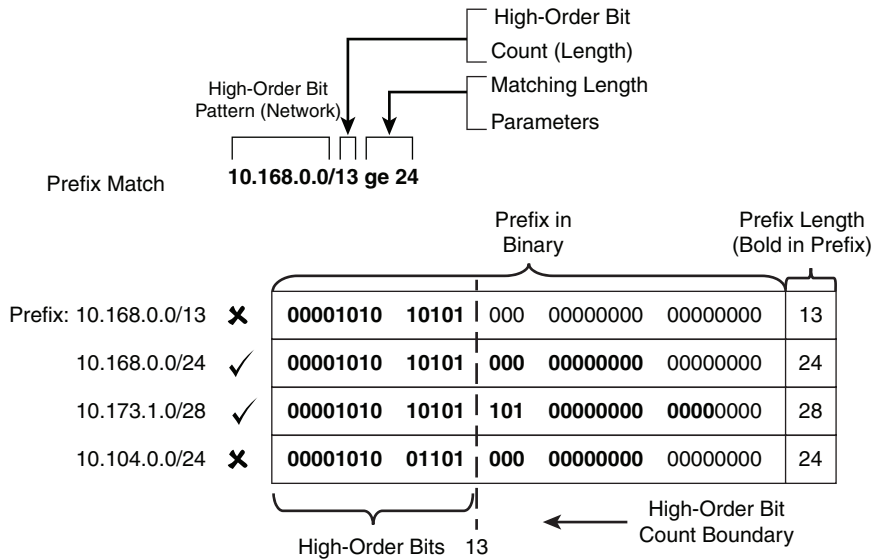 High-Order Bit
Count (Length)
Matching Length
Parameters
High-Order Bit
Pattern (Network)
Prefix Match
10.168.0.0/13 ge 24
Prefix in
Binary
Prefix Length
(Bold in Prefix)
Prefix: 10.168.0.0/13 ✘ 00001010 10101 000 00000000 00000000 13
10.168.0.0/24 ✓ 00001010 10101 000 00000000 00000000 24
10.173.1.0/28 ✓ 00001010 10101 101 00000000 00000000 28
10.104.0.0/24 ✘ 00001010 01101 000 00000000 00000000 24
High-Order Bits 13
High-Order Bit
Count Boundary